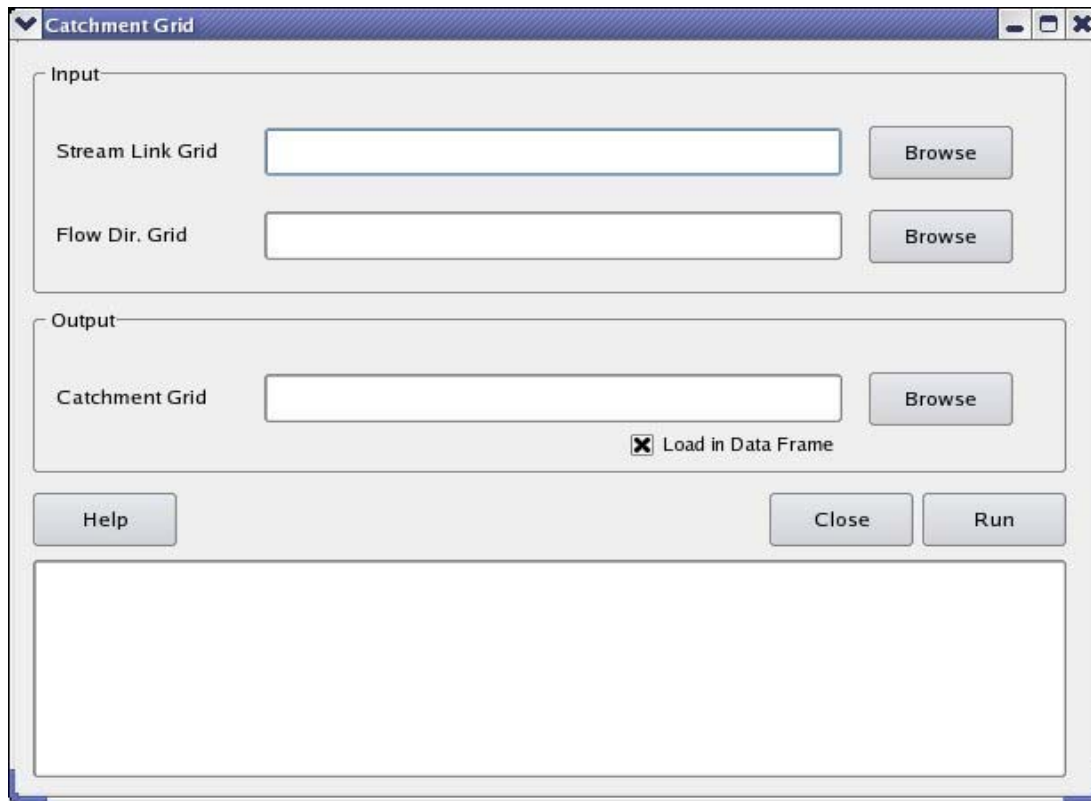 Catchment Grid
Input
Stream Link Grid
Browse
Flow Dir. Grid
Browse
Output
Catchment Grid
Browse
Load in Data Frame
Help
Close
Run